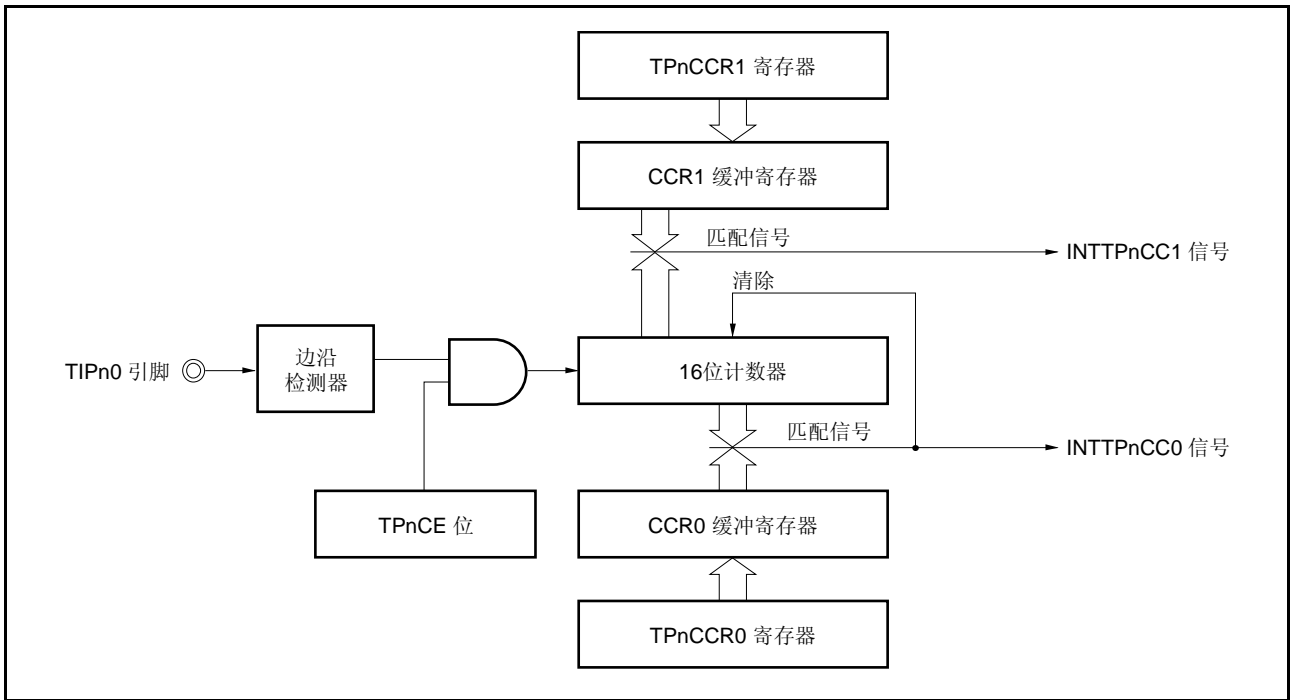 TPnCCR1 寄存器
CCR1 缓冲寄存器
匹配信号
INTTPnCC1 信号
清除
TIPn0 引脚
边沿
检测器
16位计数器
匹配信号
INTTPnCC0 信号
TPnCE 位
CCR0 缓冲寄存器
TPnCCR0 寄存器